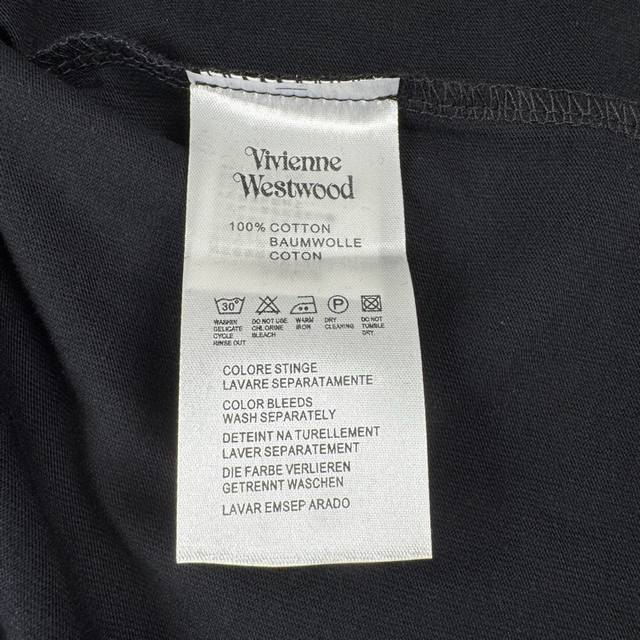 Vivienne
Westwood
100% COTTON
BAUMWOLLE
COTON
30° P
WASHIN DO NOT USE WARM DRY DO NOT
DELICATE CHLORINE IRON CLEANING TUMBLE
CYCLE BLEACH DRY.
RINSE OUT
COLORE STINGE
LAVARE SEPARATAMENTE
COLOR BLEEDS
WASH SEPARATELY
DETEINT NA TURELLEMENT
LAVER SEPARATEMENT
DIE FARBE VERLIEREN
GETRENNT WASCHEN
LAVAR EMSEP ARADO